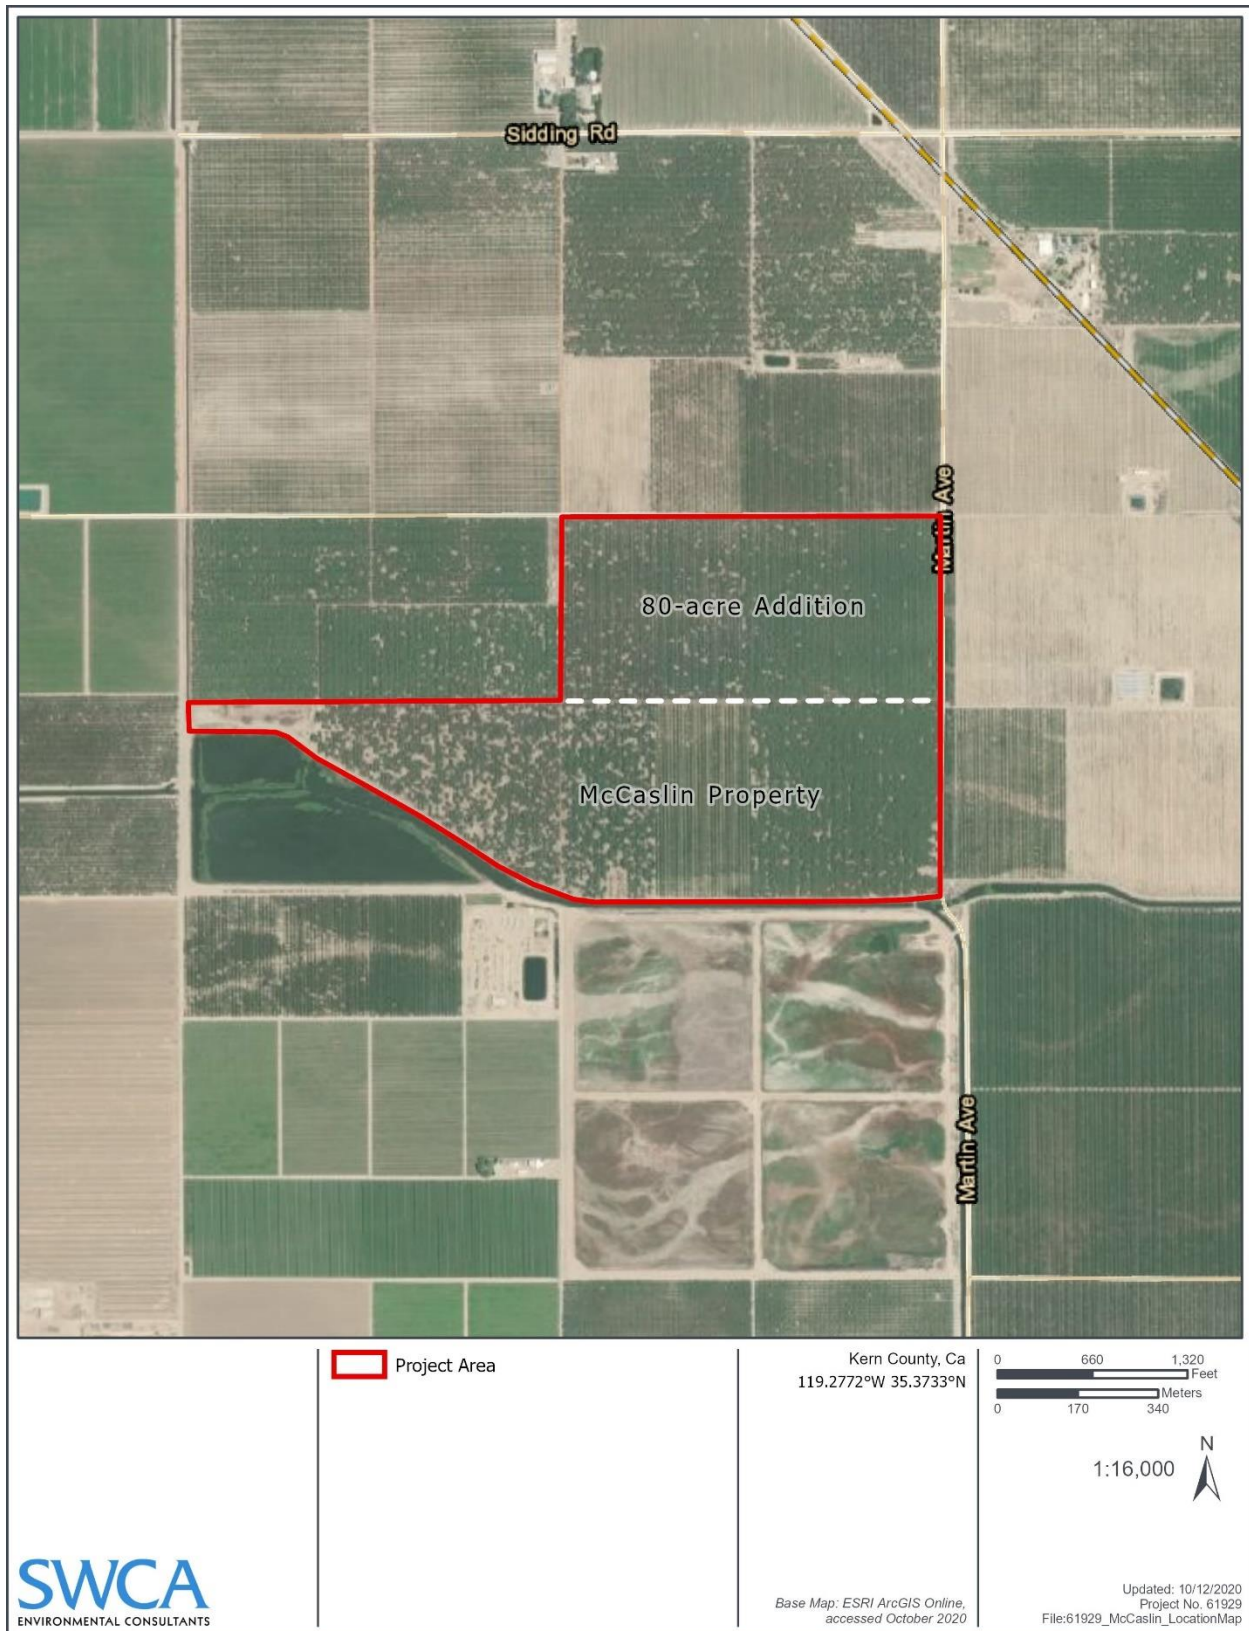 Sidding Rd
Martin Ave
80-acre Addition
McCaslin Property
Martin Ave
Project Area
Kern County, Ca
119.2772°W 35.3733°N
0 660 1,320
Feet
Meters
0 170 340
N
1:16,000
SWCA
ENVIRONMENTAL CONSULTANTS
Base Map: ESRI ArcGIS Online,
accessed October 2020
Updated: 10/12/2020
Project No. 61929
File:61929_McCaslin_LocationMap